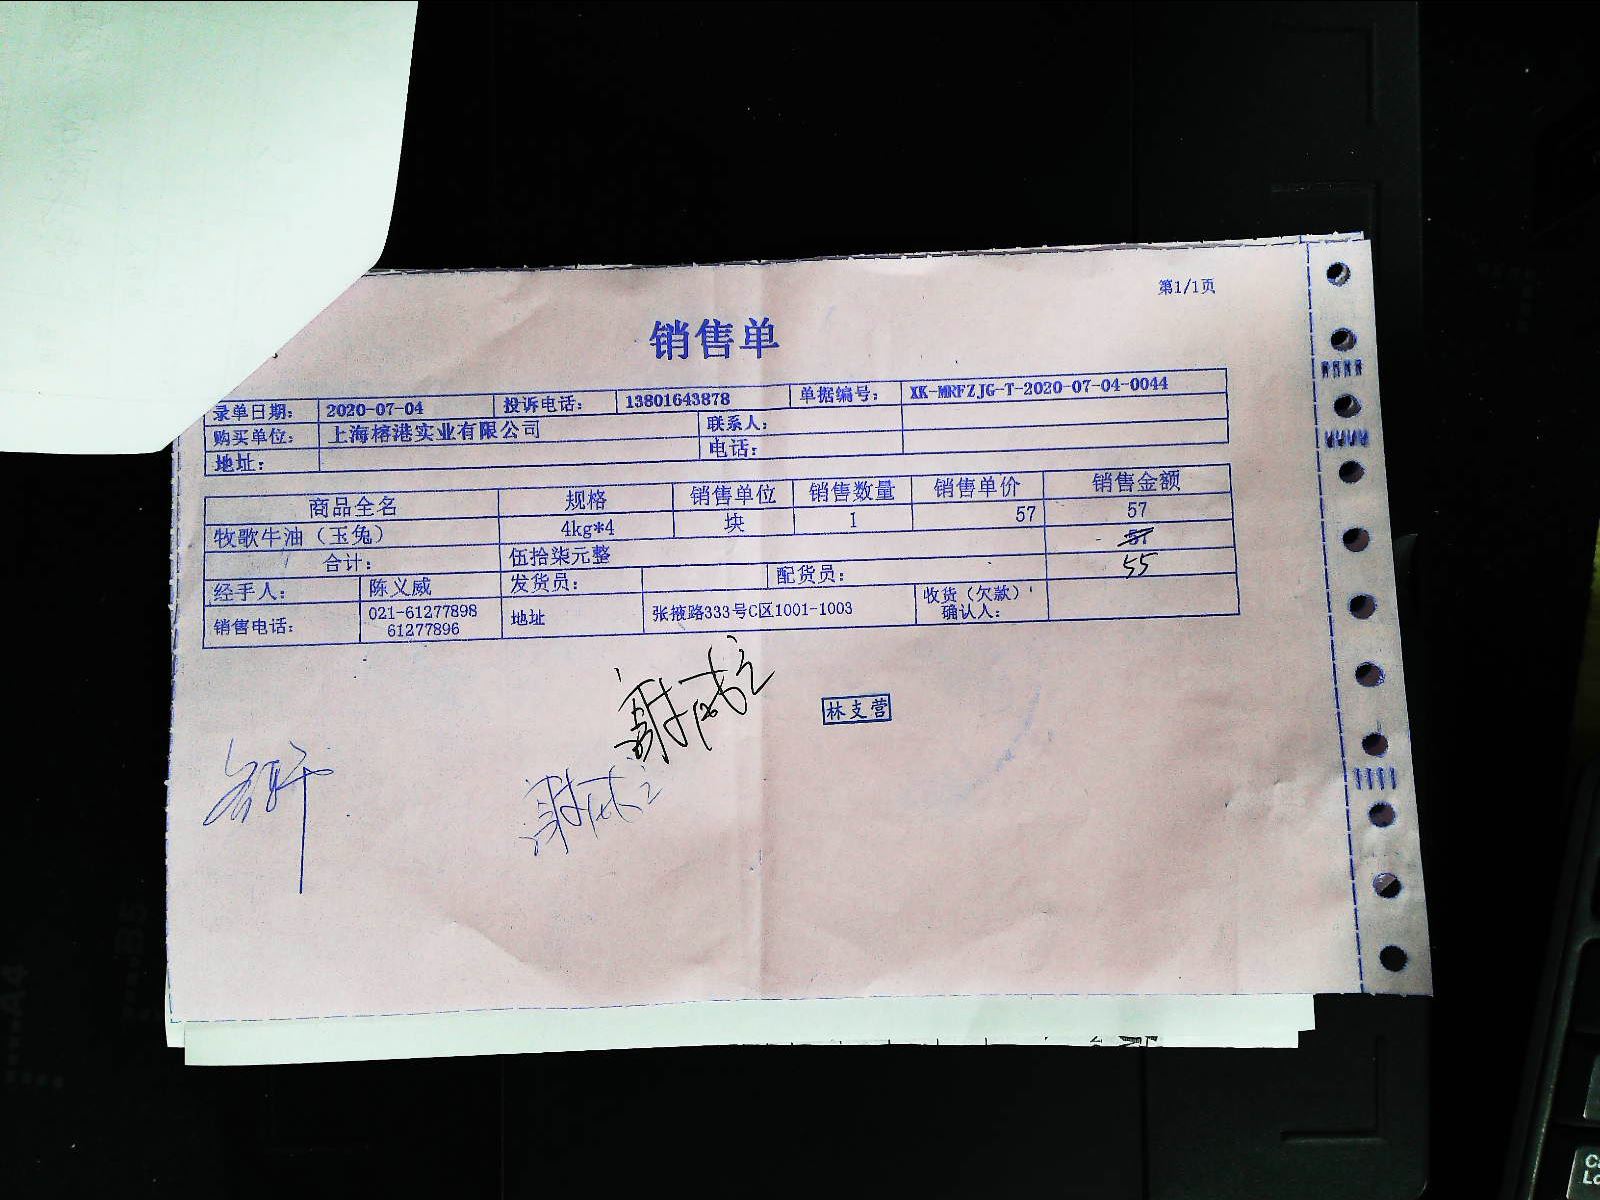 第1/1页
销售单
录单日期： 2020-07-04 投诉电话： 13801643878 单据编号： XK-MRFZJG-T-2020-07-04-0044
购买单位： 上海榕港实业有限公司 联系人：
地址： 电话：
商品全名 规格 销售单位 销售数量 销售单价 销售金额
牧歌牛油（玉兔） 4kg*4 块 1 57 57
合计： 伍拾柒元整 57
55
经手人： 陈义威 发货员： 配货员：
销售电话： 021-61277898 地址 张掖路333号C区1001-1003 收货（欠款）
61277896 确认人：
林支营